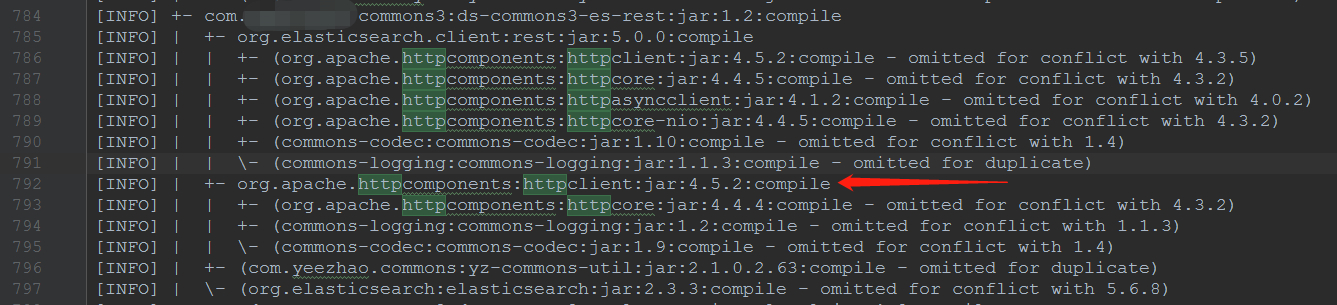 784 [INFO] +- com. commons3:ds-commons3-es-rest:jar:1.2:compile
785 [INFO] | +- org.elasticsearch.client:rest:jar:5.0.0:compile
786 [INFO] | | +- (org.apache.httpcomponents:httpclient:jar:4.5.2:compile - omitted for conflict with 4.3.5)
787 [INFO] | | +- (org.apache.httpcomponents:httpcore:jar:4.4.5:compile - omitted for conflict with 4.3.2)
788 [INFO] | | +- (org.apache.httpcomponents:httpasyncclient:jar:4.1.2:compile - omitted for conflict with 4.0.2)
789 [INFO] | | +- (org.apache.httpcomponents:httpcore-nio:jar:4.4.5:compile - omitted for conflict with 4.3.2)
790 [INFO] | | +- (commons-codec:commons-codec:jar:1.10:compile - omitted for conflict with 1.4)
791 [INFO] | | \- (commons-logging:commons-logging:jar:1.1.3:compile - omitted for duplicate)
792 [INFO] | +- org.apache.httpcomponents:httpclient:jar:4.5.2:compile
793 [INFO] | | +- (org.apache.httpcomponents:httpcore:jar:4.4.4:compile - omitted for conflict with 4.3.2)
794 [INFO] | | +- (commons-logging:commons-logging:jar:1.2:compile - omitted for conflict with 1.1.3)
795 [INFO] | | \- (commons-codec:commons-codec:jar:1.9:compile - omitted for conflict with 1.4)
796 [INFO] | +- (com.yeezhao.commons:yz-commons-util:jar:2.1.0.2.63:compile - omitted for duplicate)
797 [INFO] | \- (org.elasticsearch:elasticsearch:jar:2.3.3:compile - omitted for conflict with 5.6.8)